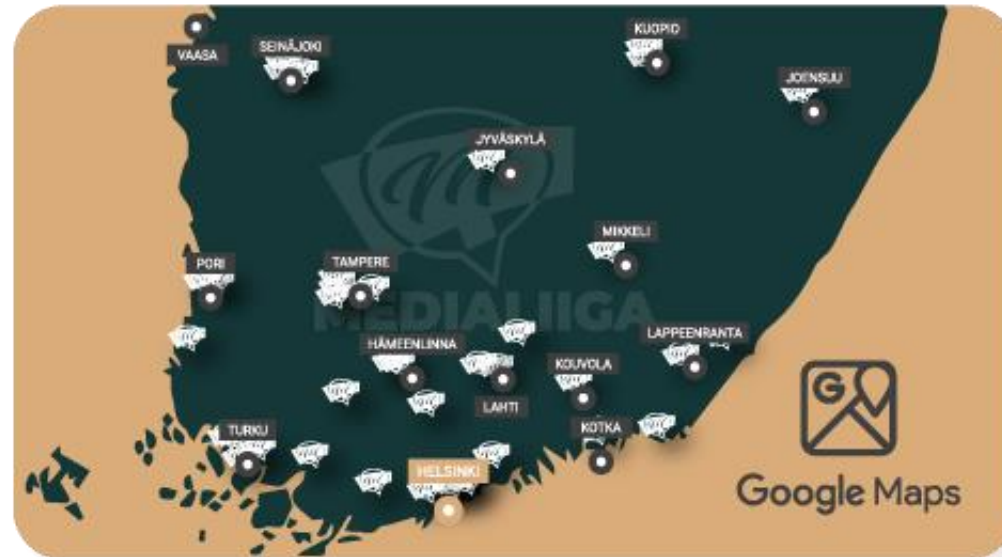 KUOPIO
SEINÄJOKI
VAASA
JOENSUU
JYVÄSKYLÄ
MIKKELI
PORI
TAMPERE
MEDIALIIGA
LAPPEENRANTA
HÄMEENLINNA
KOUVOLA
G
LAHTI
TURKU
KOTKA
HELSINKI
Google Maps